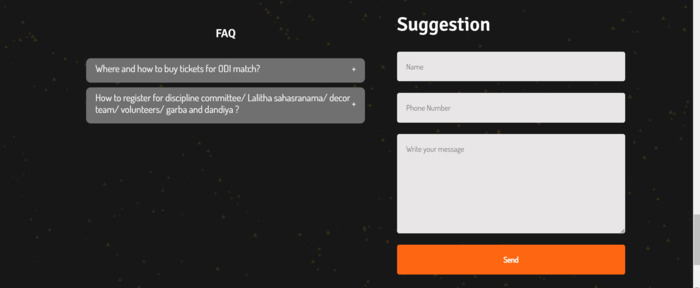 FAQ
Where and how to buy tickets for ODI match?
+
How to register for discipline committee/ Lalitha sahasranama/ decor
team/ volunteers/ garba and dandiya ?
+
Suggestion
Name
Phone Number
Write your message
Send